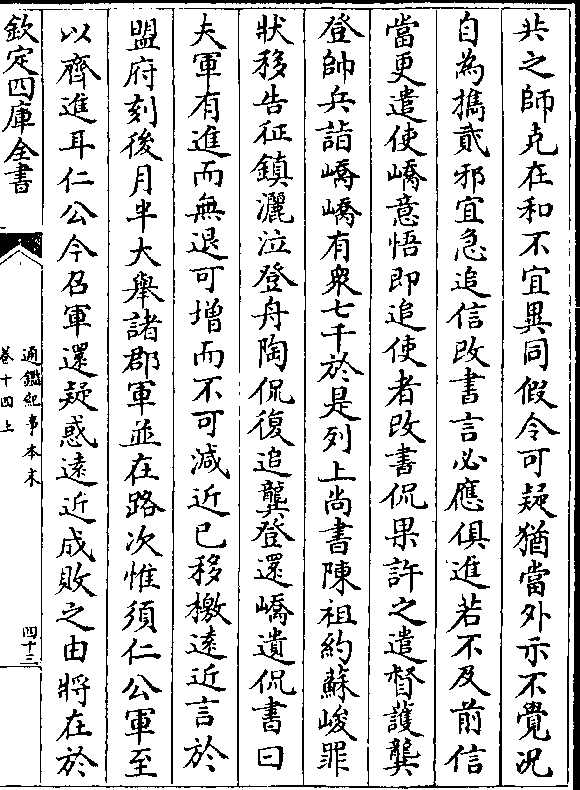 共之師克在和不宜異同假令可疑猶當外示不覺況
自為攜貳邪宜急追信改書言必應俱進若不及前信
當更遣使嶠意悟即追使者改書侃果許之遣督護龔
登帥兵詣嶠嶠有衆七千於是列上尚書陳祖約蘇峻罪
狀移告征鎮灑泣登舟陶侃復追龔登還嶠遺侃書曰
夫軍有進而無退可增而不可減近已移檄遠近言於
盟府刻後月半大舉諸郡軍並在路次惟須仁公軍至
以齊進耳仁公今召軍還疑惑遠近成敗之由將在於
欽定四庫全書
通鑑紀事本末
卷十四上
四十三